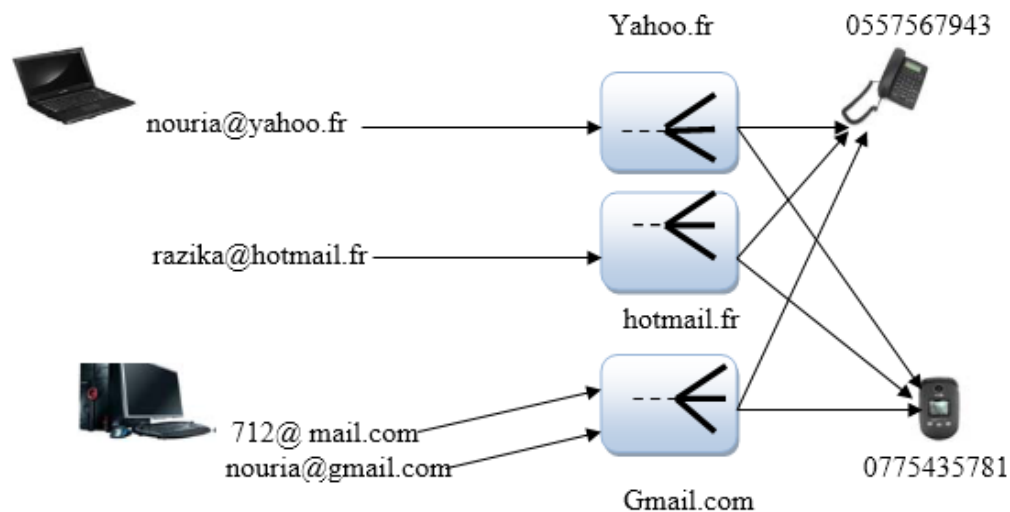 Yahoo.fr
0557567943
nouria@yahoo.fr
razika@hotmail.fr
hotmail.fr
712@ mail.com
nouria@gmail.com
0775435781
Gmail.com